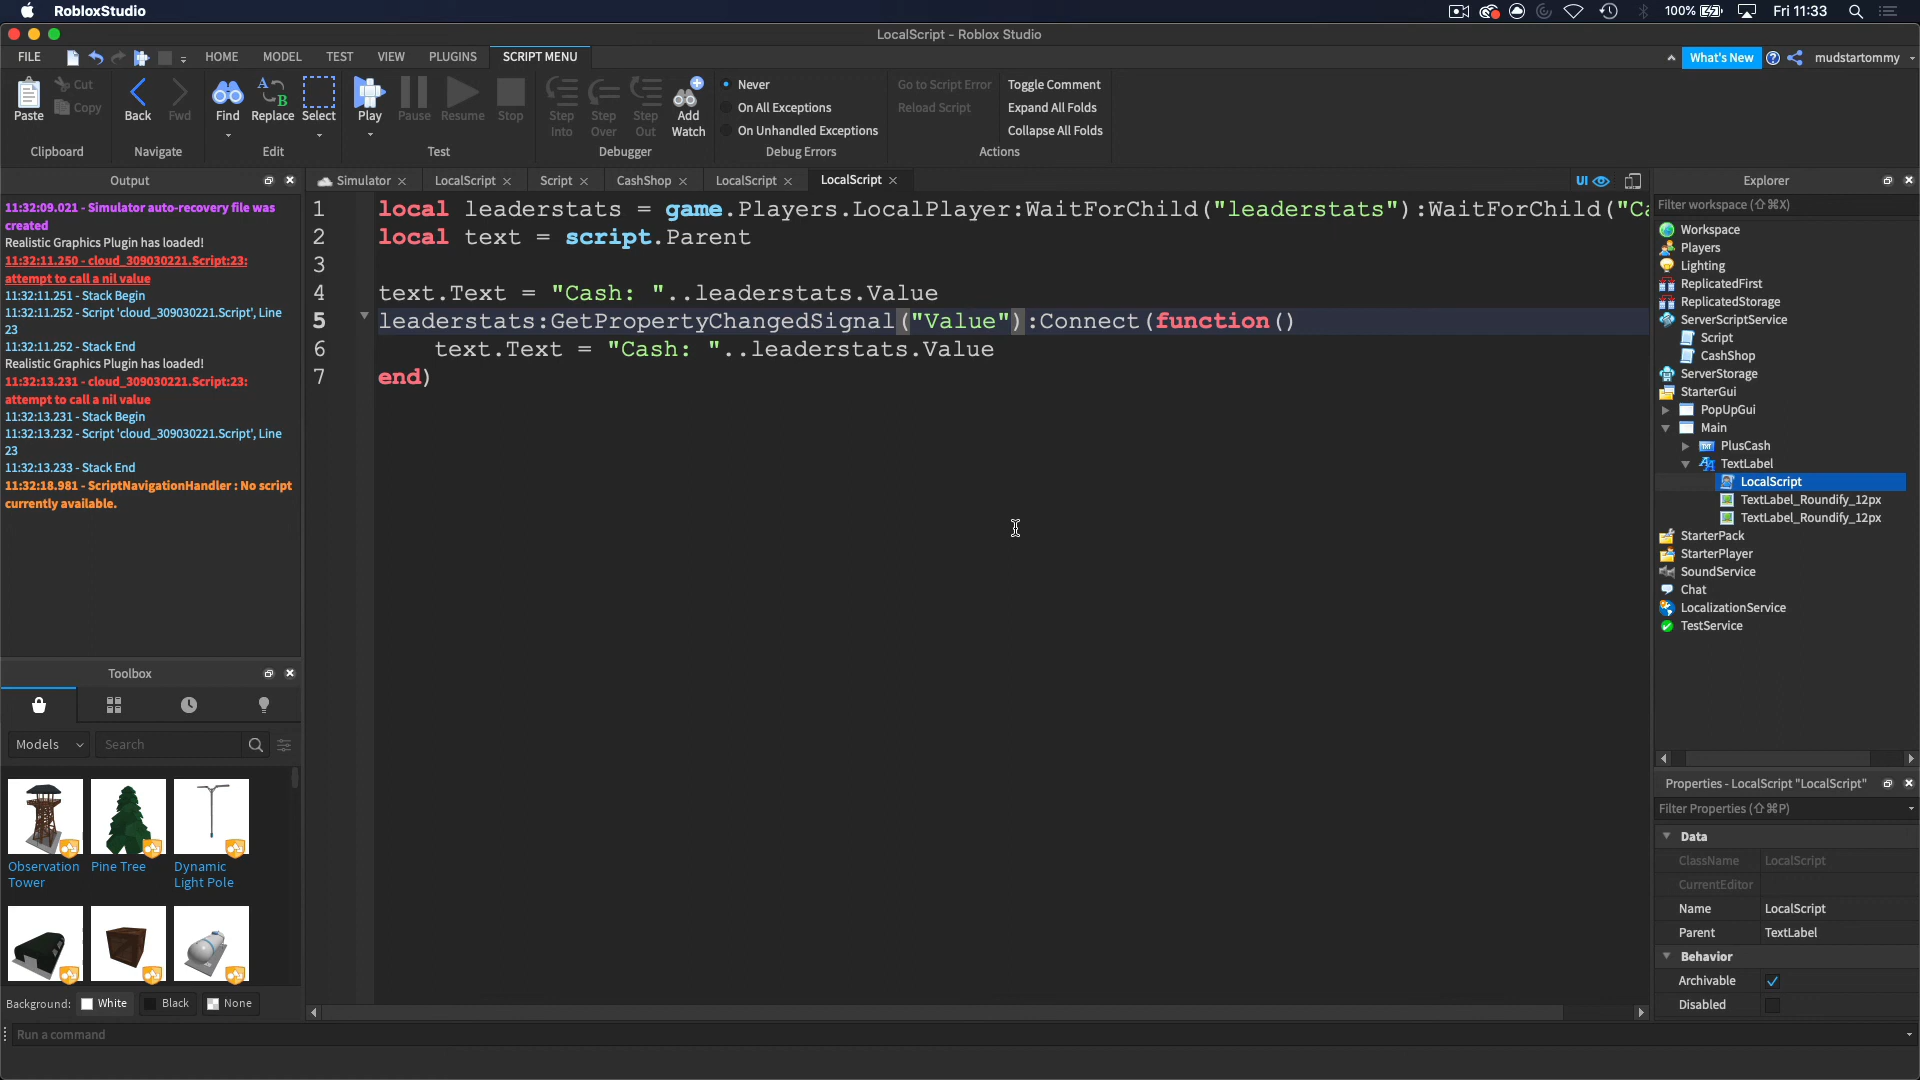 RobloxStudio
100%
Fri 11:33
LocalScript - Roblox Studio
FILE
HOME
MODEL
TEST
VIEW
PLUGINS
SCRIPT MENU
What's New
mudstartommy
Paste
Cut
Copy
Clipboard
Back
Fwd
Navigate
Find
Replace
Select
Edit
Play
Pause
Resume
Stop
Test
Step Into
Step Over
Step Out
Add Watch
Debugger
Never
On All Exceptions
On Unhandled Exceptions
Debug Errors
Go to Script Error
Reload Script
Toggle Comment
Expand All Folds
Collapse All Folds
Actions
Output
11:32:09.021 - Simulator auto-recovery file was
created
Realistic Graphics Plugin has loaded!
11:32:11.250 - cloud_309030221.Script:23:
attempt to call a nil value
11:32:11.251 - Stack Begin
11:32:11.252 - Script 'cloud_309030221.Script', Line
23
11:32:11.252 - Stack End
Realistic Graphics Plugin has loaded!
11:32:13.231 - cloud_309030221.Script:23:
attempt to call a nil value
11:32:13.231 - Stack Begin
11:32:13.232 - Script 'cloud_309030221.Script', Line
23
11:32:13.233 - Stack End
11:32:18.981 - ScriptNavigationHandler : No script
currently available.
Simulator
LocalScript
Script
CashShop
LocalScript
LocalScript
UI
1 local leaderstats = game.Players.LocalPlayer:WaitForChild("leaderstats"):WaitForChild("Ca
2 local text = script.Parent
3
4 text.Text = "Cash: "..leaderstats.Value
5 leaderstats:GetPropertyChangedSignal("Value"):Connect(function()
6 text.Text = "Cash: "..leaderstats.Value
7 end)
Explorer
Filter workspace (⇧⌘X)
Workspace
Players
Lighting
ReplicatedFirst
ReplicatedStorage
ServerScriptService
Script
CashShop
ServerStorage
StarterGui
PopUpGui
Main
PlusCash
TextLabel
LocalScript
TextLabel_Roundify_12px
TextLabel_Roundify_12px
StarterPack
StarterPlayer
SoundService
Chat
LocalizationService
TestService
Toolbox
Models
Search
Observation
Tower
Pine Tree
Dynamic
Light Pole
Background:
White
Black
None
Properties - LocalScript "LocalScript"
Filter Properties (⇧⌘P)
Data
ClassName LocalScript
CurrentEditor
Name LocalScript
Parent TextLabel
Behavior
Archivable
Disabled
Run a command